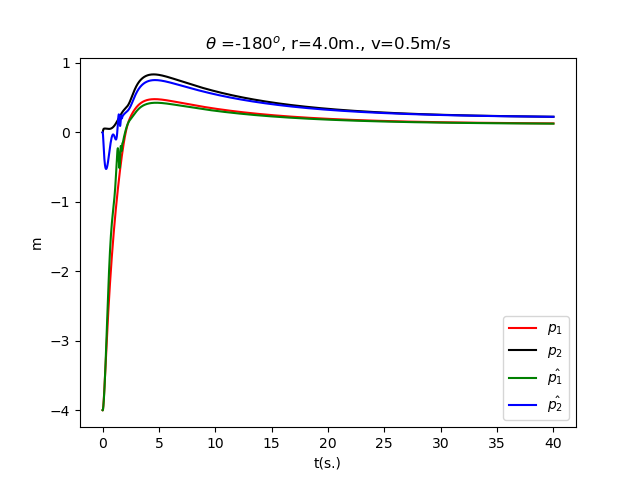 θ =-180°, r=4.0m., v=0.5m/s
m
1
0
−1
−2
−3
−4
0 5 10 15 20 25 30 35 40
t(s.)
p₁
p₂
p̂₁
p̂₂